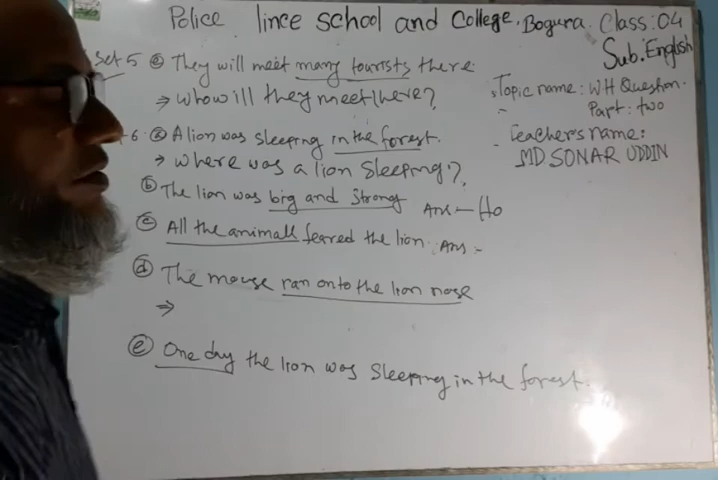 Police lince school and College, Bogura. Class: 04
Sub: English
Topic name: WH Question.
Part: two
Teachers name:
MD SONAR UDDIN
Set 5 @ They will meet many tourists there
⇒ Who will they meet there?
6. ⓐ A lion was sleeping in the forest.
⇒ Where was a lion sleeping?
ⓑ The lion was big and strong Ans — Ho
ⓒ All the animals feared the lion. Ans :-
ⓓ The mouse ran onto the lion nose
⇒
ⓔ One day the lion was sleeping in the forest.